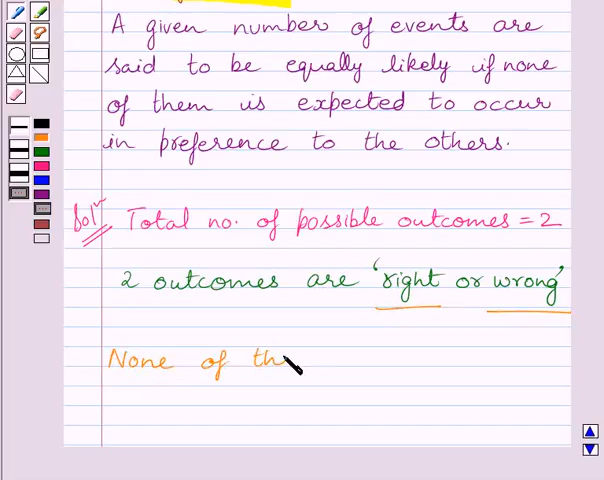 A given number of events are
said to be equally likely if none
of them is expected to occur
in preference to the others.
Sol
Total no. of possible outcomes = 2
2 outcomes are 'right or wrong'
None of th